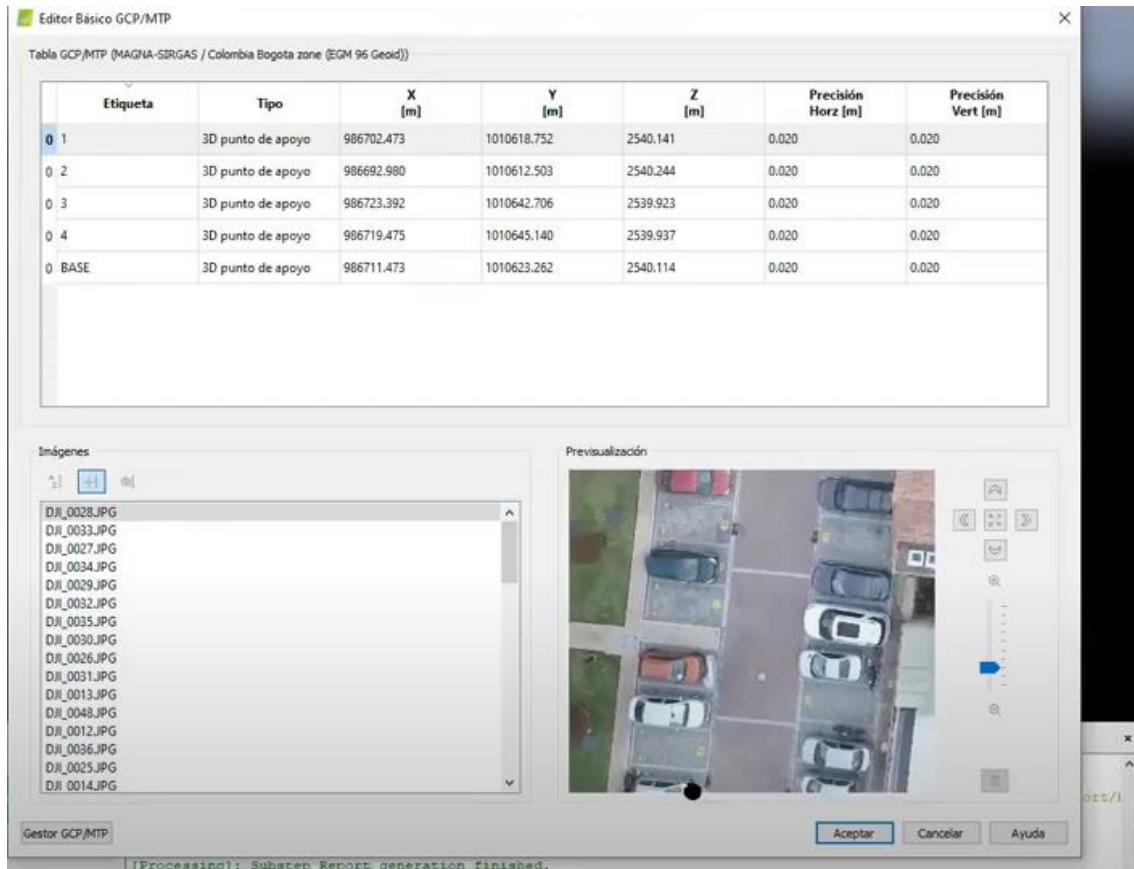 Editor Básico GCP/MTP
Tabla GCP/MTP (MAGNA-SIRGAS / Colombia Bogota zone (EGM 96 Geoid))
Etiqueta Tipo X [m] Y [m] Z [m] Precisión Horz [m] Precisión Vert [m]
0 1 3D punto de apoyo 986702.473 1010618.752 2540.141 0.020 0.020
0 2 3D punto de apoyo 986692.980 1010612.503 2540.244 0.020 0.020
0 3 3D punto de apoyo 986723.392 1010642.706 2539.923 0.020 0.020
0 4 3D punto de apoyo 986719.475 1010645.140 2539.937 0.020 0.020
0 BASE 3D punto de apoyo 986711.473 1010623.262 2540.114 0.020 0.020
Imágenes
Previsualización
DJI_0028.JPG
DJI_0033.JPG
DJI_0027.JPG
DJI_0034.JPG
DJI_0029.JPG
DJI_0032.JPG
DJI_0035.JPG
DJI_0030.JPG
DJI_0026.JPG
DJI_0031.JPG
DJI_0013.JPG
DJI_0048.JPG
DJI_0012.JPG
DJI_0036.JPG
DJI_0025.JPG
DJI_0014.JPG
Gestor GCP/MTP
Aceptar Cancelar Ayuda
[Processing]: Substep Report generation finished.